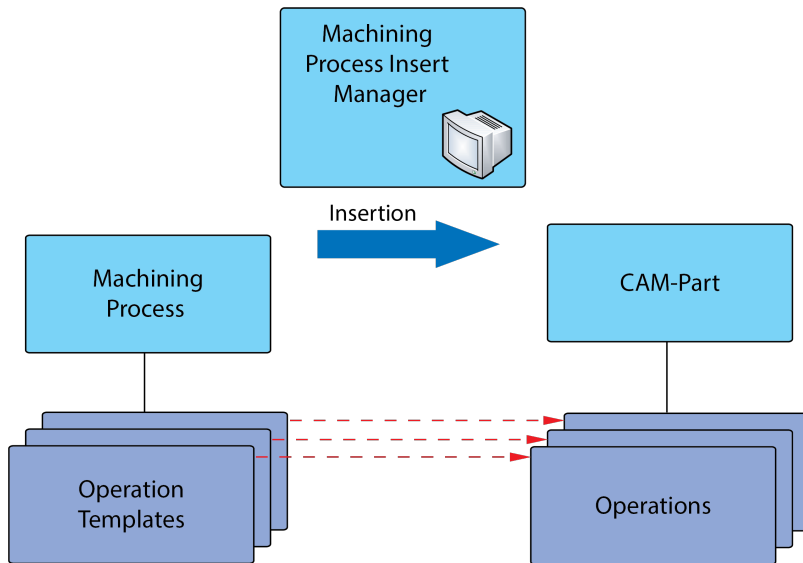 Machining
Process Insert
Manager
Insertion
Machining
Process
CAM-Part
Operation
Templates
Operations